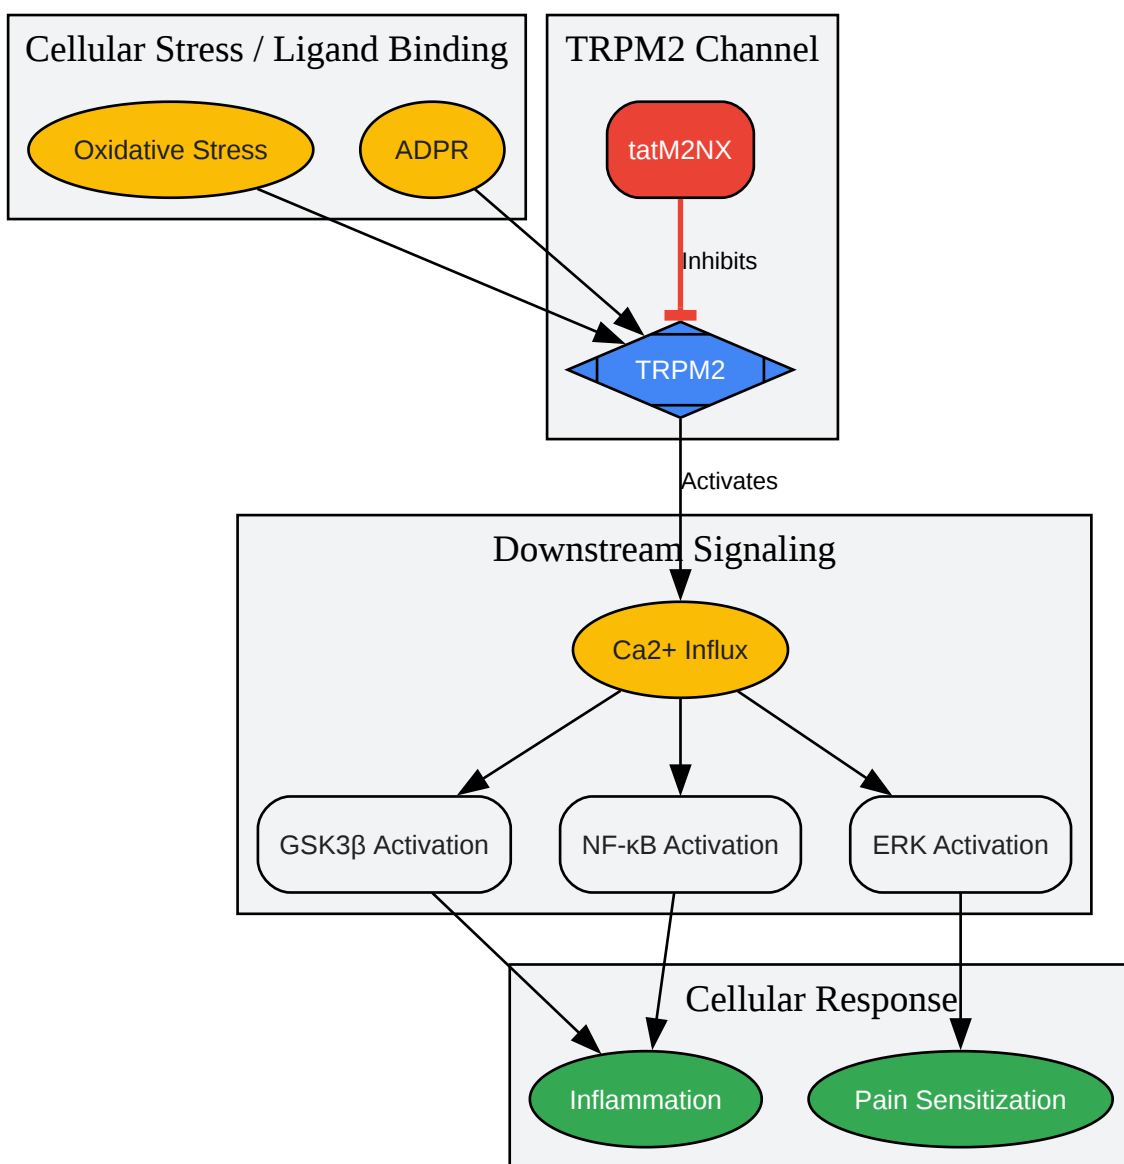 Cellular Stress / Ligand Binding
TRPM2 Channel
Oxidative Stress
ADPR
tatM2NX
Inhibits
TRPM2
Activates
Downstream Signaling
Ca2+ Influx
GSK3β Activation
NF-κB Activation
ERK Activation
Cellular Response
Inflammation
Pain Sensitization